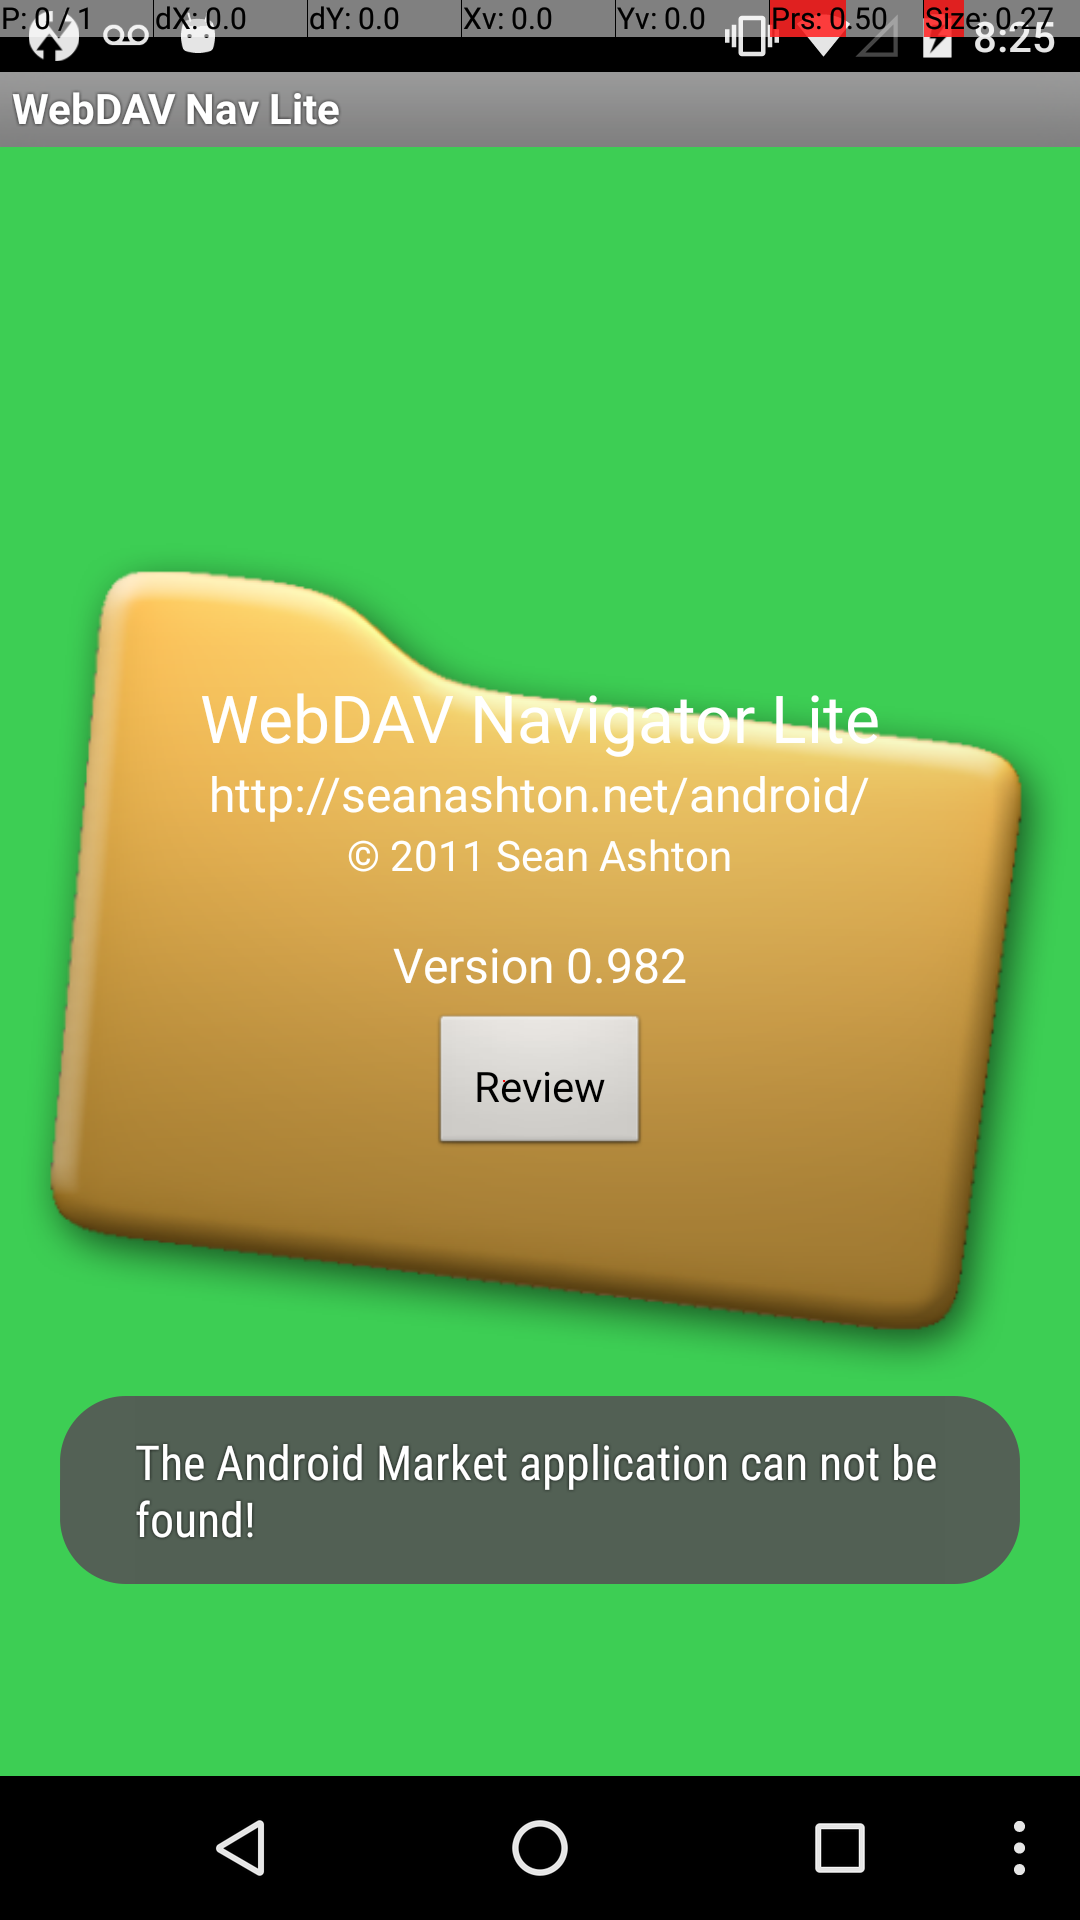 P: 0 / 1 dX: 0.0 dY: 0.0 Xv: 0.0 Yv: 0.0 Prs: 0.50 Size: 0.27
8:25
WebDAV Nav Lite
WebDAV Navigator Lite
http://seanashton.net/android/
© 2011 Sean Ashton
Version 0.982
Review
The Android Market application can not be
found!